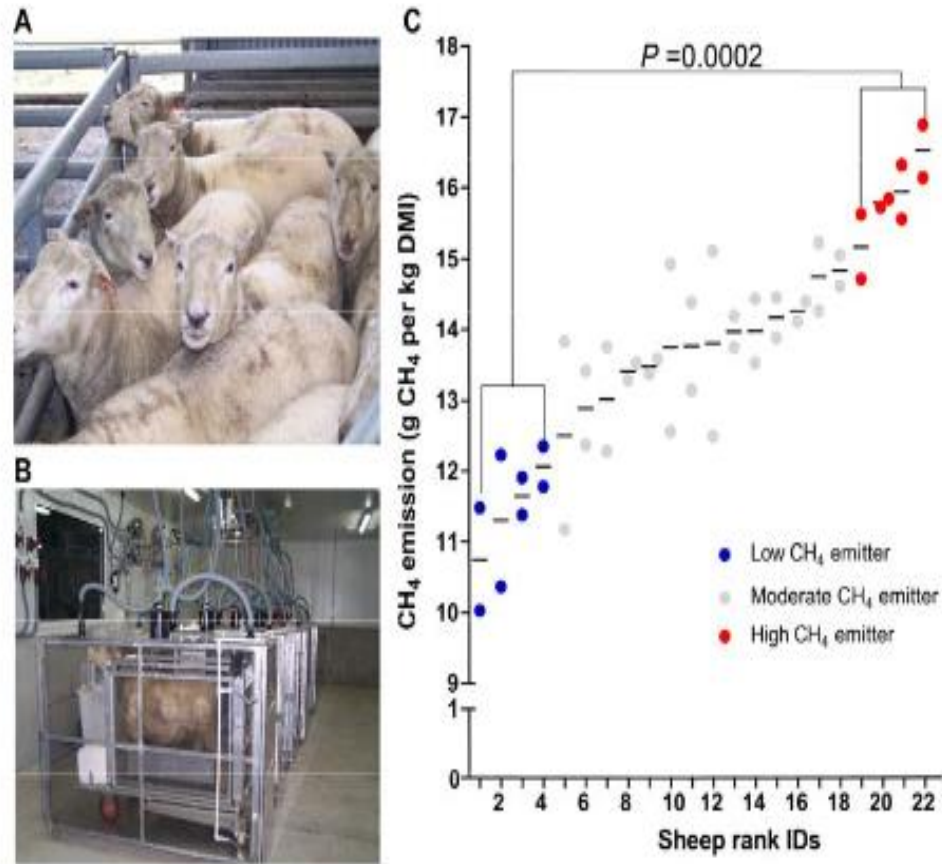 A
B
C
P =0.0002
CH₄ emission (g CH₄ per kg DMI)
18
17
16
15
14
13
12
11
10
9
1
0
Low CH₄ emitter
Moderate CH₄ emitter
High CH₄ emitter
2 4 6 8 10 12 14 16 18 20 22
Sheep rank IDs